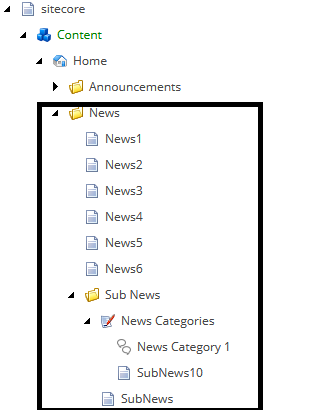 sitecore
Content
Home
Announcements
News
News1
News2
News3
News4
News5
News6
Sub News
News Categories
News Category 1
SubNews10
SubNews